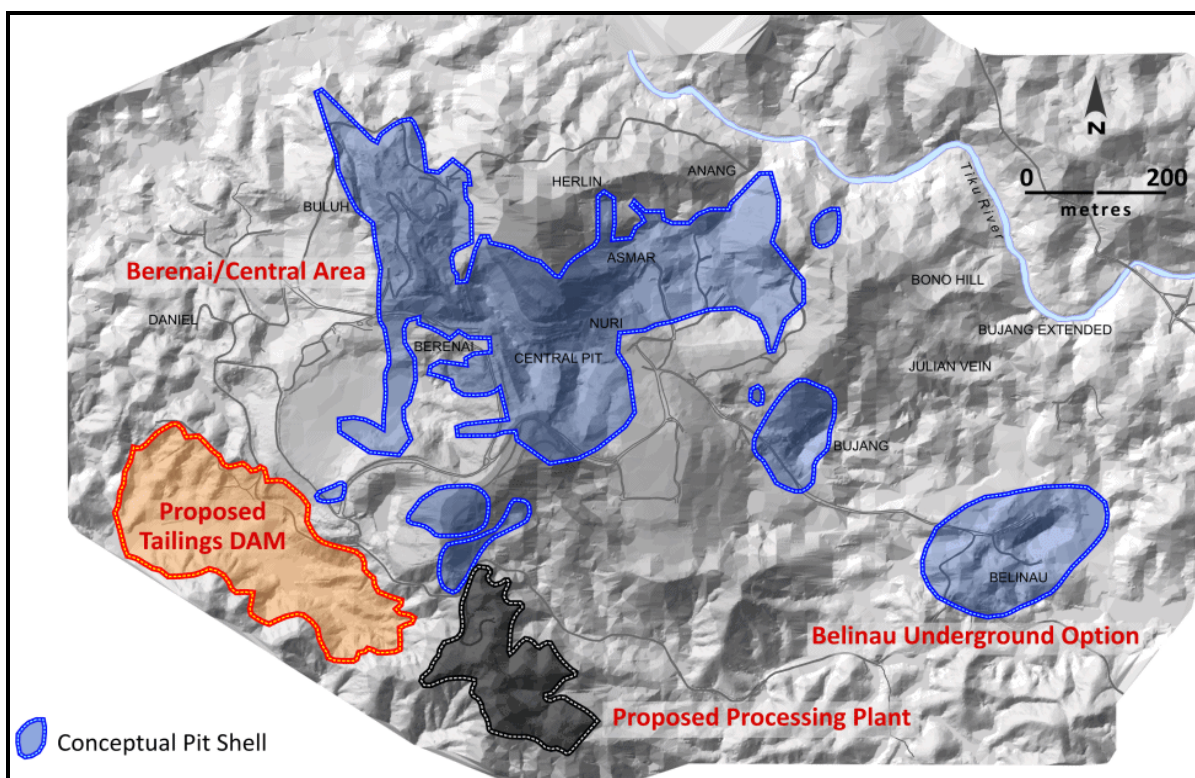 N
0 200
metres
Tiku River
HERLIN
ANANG
BULUH
ASMAR
Berenai/Central Area
BONO HILL
DANIEL
NURI
BUJANG EXTENDED
BERENAI
CENTRAL PIT
JULIAN VEIN
BUJANG
Proposed
Tailings DAM
BELINAU
Belinau Underground Option
Proposed Processing Plant
Conceptual Pit Shell